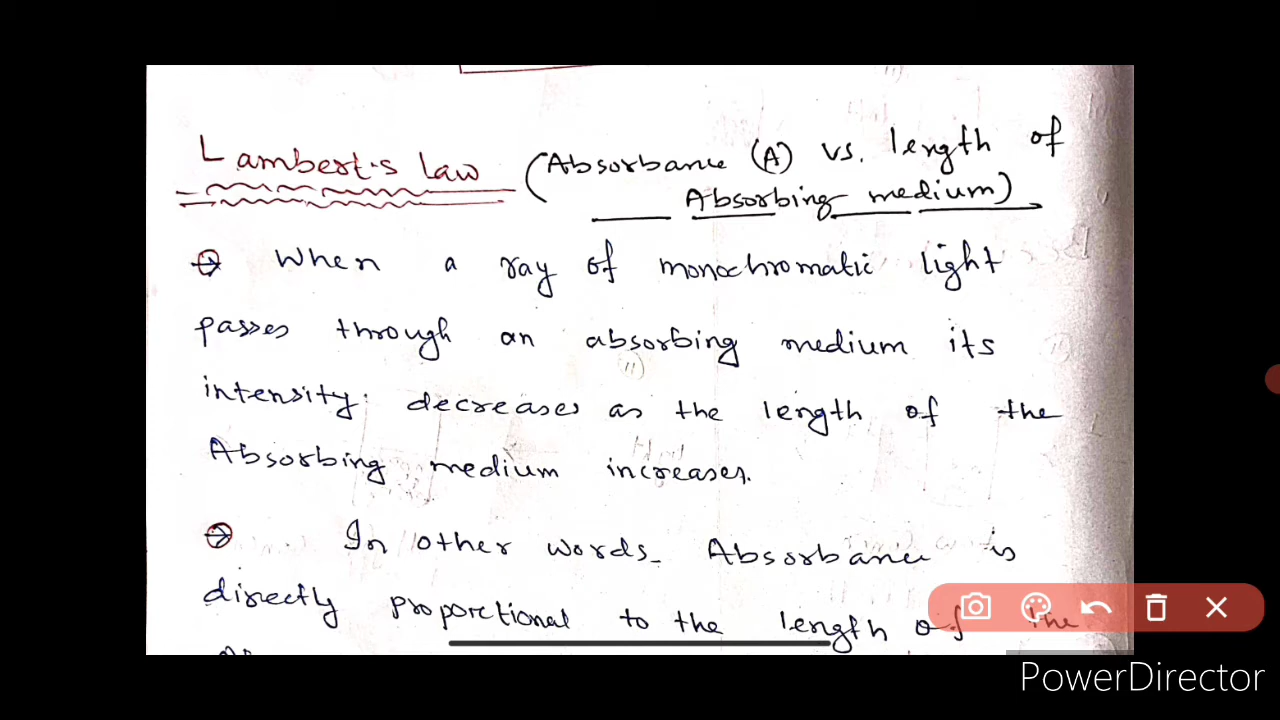 Lambert's law (Absorbance (A) vs. length of
Absorbing medium)
→ When a ray of monochromatic light
passes through an absorbing medium its
intensity. decreases as the length of the
Absorbing medium increases.
→ In other words_ Absorbance is
directly proportional to the length of the
PowerDirector